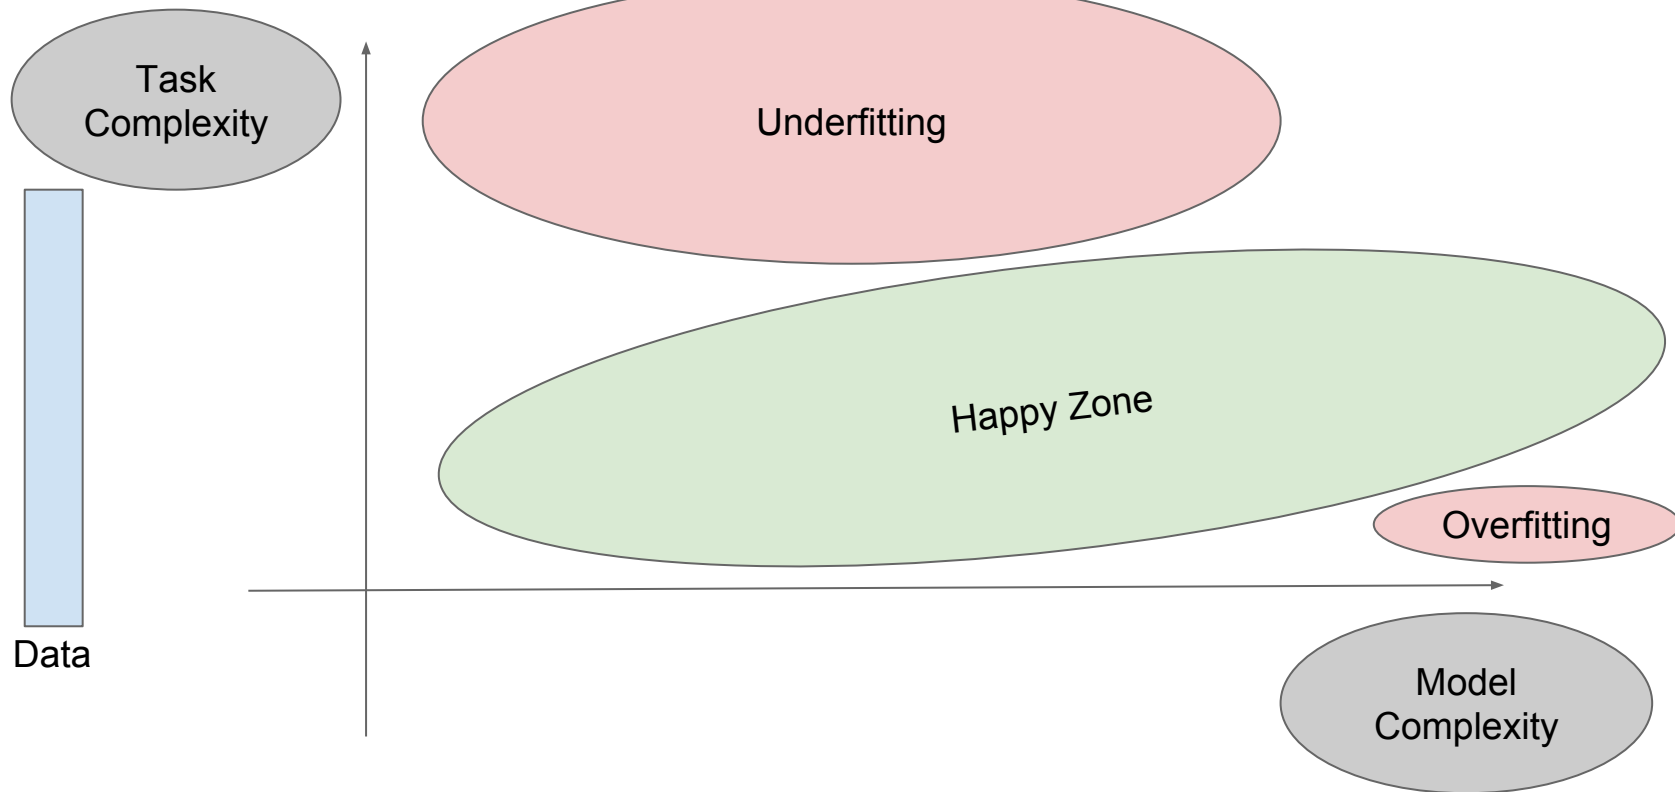 Task
Complexity
Underfitting
Happy Zone
Overfitting
Data
Model
Complexity